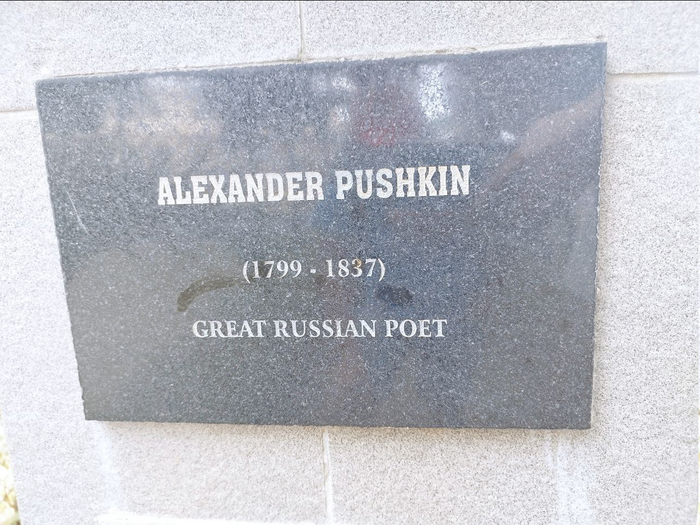 ALEXANDER PUSHKIN
(1799 - 1837)
GREAT RUSSIAN POET